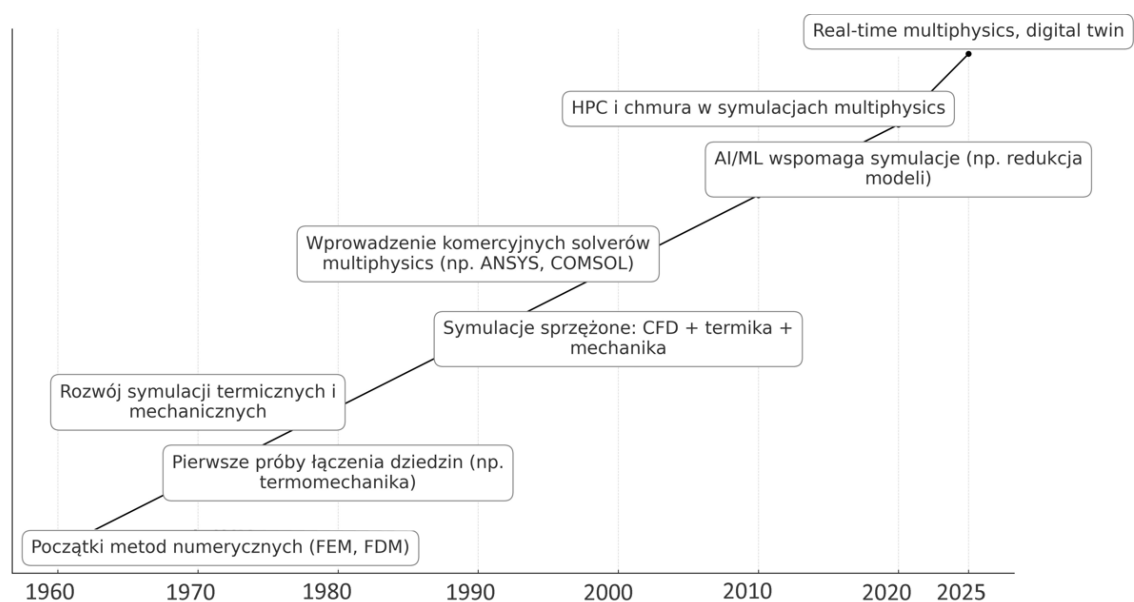 Real-time multiphysics, digital twin
HPC i chmura w symulacjach multiphysics
AI/ML wspomaga symulacje (np. redukcja
modeli)
Wprowadzenie komercyjnych solverów
multiphysics (np. ANSYS, COMSOL)
Symulacje sprzężone: CFD + termika +
mechanika
Rozwój symulacji termicznych i
mechanicznych
Pierwsze próby łączenia dziedzin (np.
termomechanika)
Początki metod numerycznych (FEM, FDM)
1960 1970 1980 1990 2000 2010 2020 2025